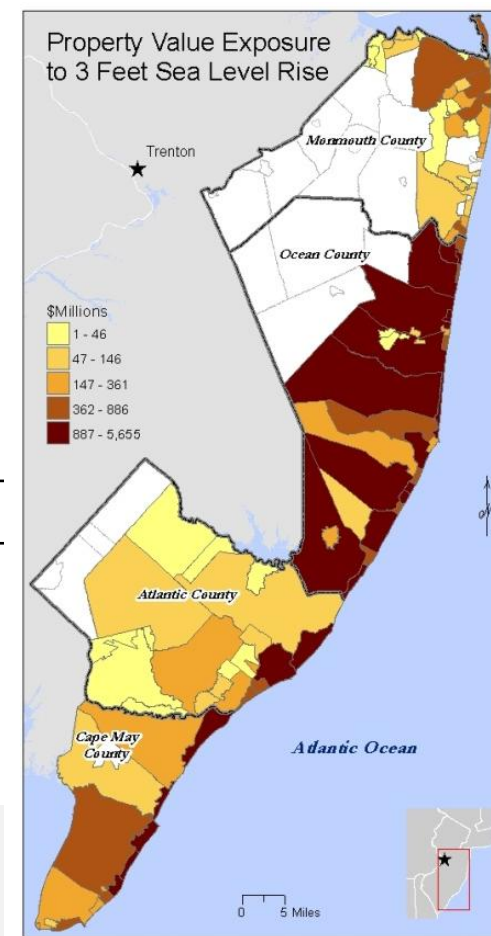 Property Value Exposure
to 3 Feet Sea Level Rise
Trenton
Monmouth County
Ocean County
$Millions
1 - 46
47 - 146
147 - 361
362 - 886
887 - 5,655
Atlantic County
Cape May
County
Atlantic Ocean
0 5 Miles